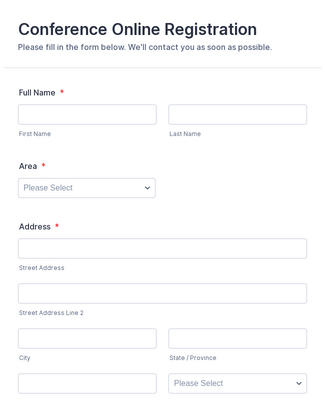 Conference Online Registration
Please fill in the form below. We'll contact you as soon as possible.
Full Name *
First Name Last Name
Area *
Please Select
Address *
Street Address
Street Address Line 2
City State / Province
Please Select